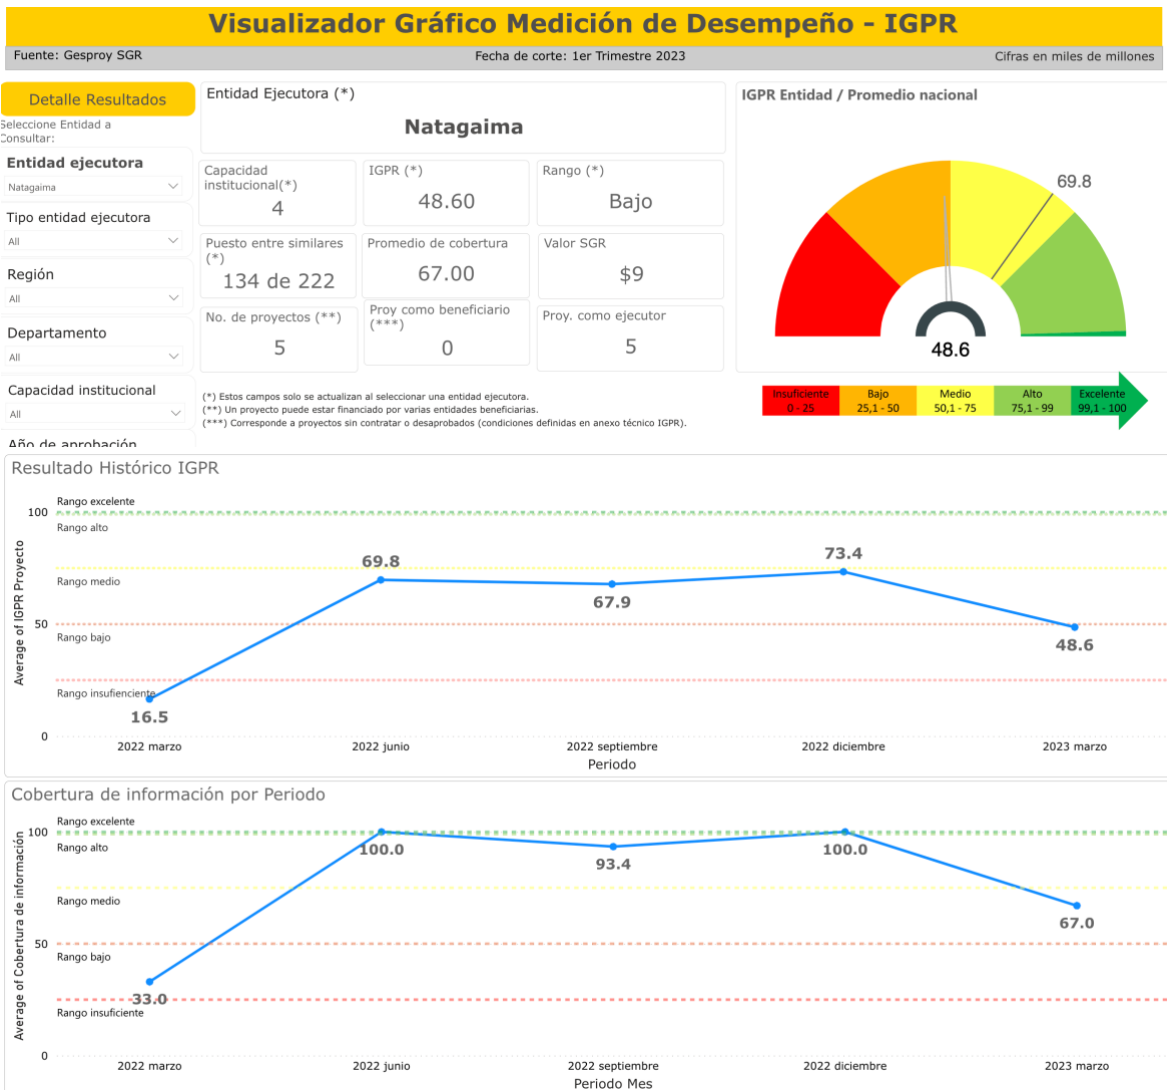 Visualizador Gráfico Medición de Desempeño - IGPR
Fuente: Gesproy SGR
Fecha de corte: 1er Trimestre 2023
Cifras en miles de millones
Detalle Resultados
Seleccione Entidad a
Consultar:
Entidad ejecutora
Natagaima
Tipo entidad ejecutora
All
Región
All
Departamento
All
Capacidad institucional
All
Año de aprobación
Entidad Ejecutora (*)
Natagaima
Capacidad
institucional(*)
4
IGPR (*)
48.60
Rango (*)
Bajo
Puesto entre similares
(*)
134 de 222
Promedio de cobertura
67.00
Valor SGR
$9
No. de proyectos (**)
5
Proy como beneficiario
(***)
0
Proy. como ejecutor
5
(*) Estos campos solo se actualizan al seleccionar una entidad ejecutora.
(**) Un proyecto puede estar financiado por varias entidades beneficiarias.
(***) Corresponde a proyectos sin contratar o desaprobados (condiciones definidas en anexo técnico IGPR).
IGPR Entidad / Promedio nacional
69.8
48.6
Insuficiente
0 - 25
Bajo
25,1 - 50
Medio
50,1 - 75
Alto
75,1 - 99
Excelente
99,1 - 100
Resultado Histórico IGPR
Average of IGPR Proyecto
100
50
0
Rango excelente
Rango alto
Rango medio
Rango bajo
Rango insufienciente
16.5
69.8
67.9
73.4
48.6
2022 marzo
2022 junio
2022 septiembre
2022 diciembre
2023 marzo
Periodo
Cobertura de información por Periodo
Average of Cobertura de información
100
50
0
Rango excelente
Rango alto
Rango medio
Rango bajo
Rango insuficiente
33.0
100.0
93.4
100.0
67.0
2022 marzo
2022 junio
2022 septiembre
2022 diciembre
2023 marzo
Periodo Mes